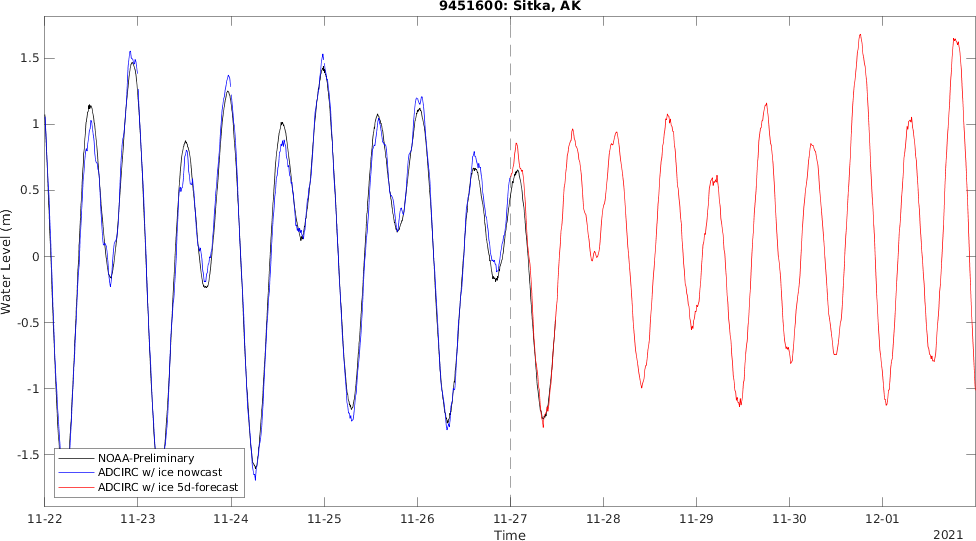 9451600: Sitka, AK
Water Level (m)
1.5
1
0.5
0
-0.5
-1
-1.5
NOAA-Preliminary
ADCIRC w/ ice nowcast
ADCIRC w/ ice 5d-forecast
11-22 11-23 11-24 11-25 11-26 11-27 11-28 11-29 11-30 12-01
Time
2021